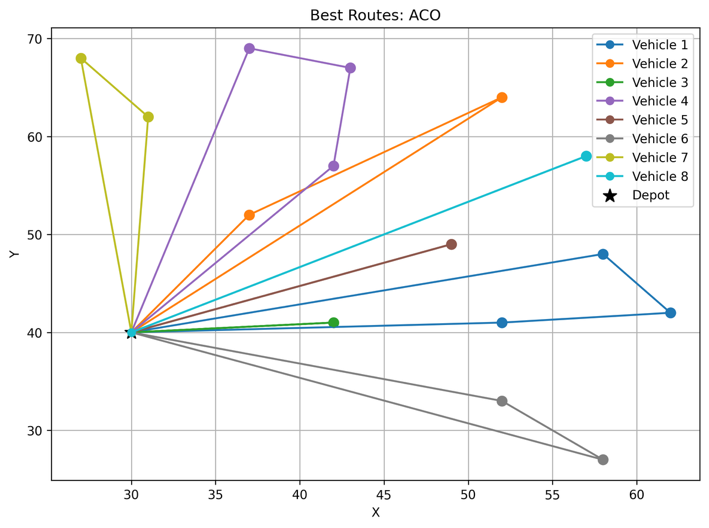 Best Routes: ACO
70
60
50
40
30
Y
30
35
40
45
50
55
60
X
Vehicle 1
Vehicle 2
Vehicle 3
Vehicle 4
Vehicle 5
Vehicle 6
Vehicle 7
Vehicle 8
Depot